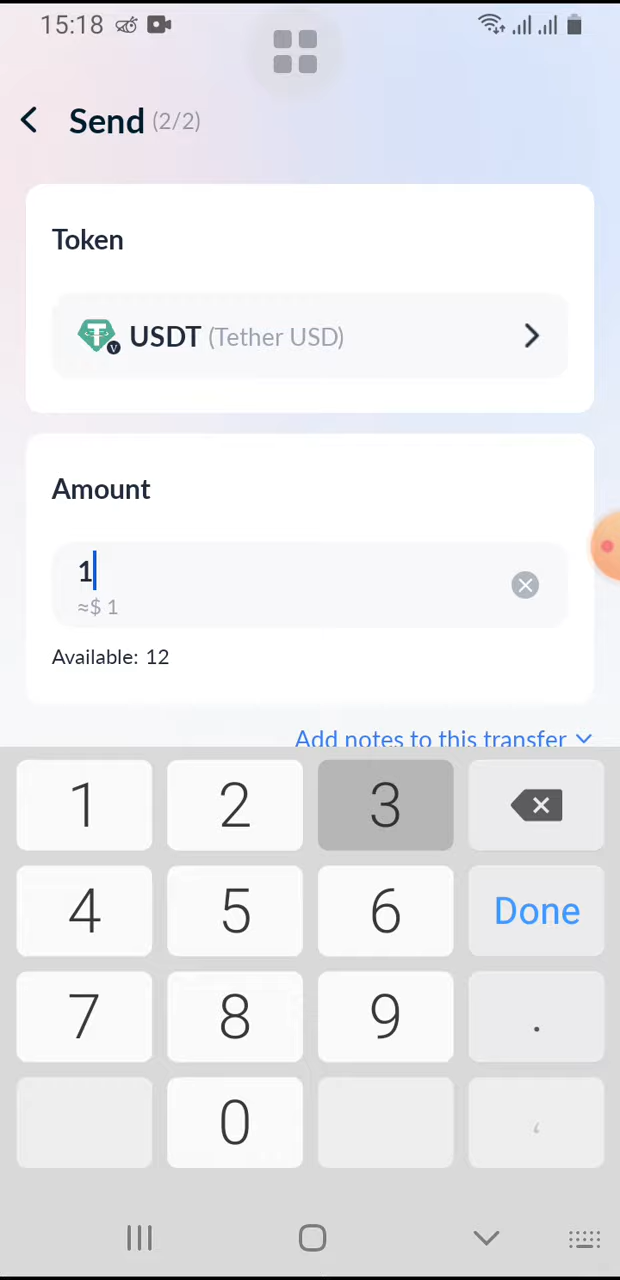 15:18
Send (2/2)
Token
USDT (Tether USD)
Amount
1
≈$ 1
Available: 12
Add notes to this transfer
1 2 3
4 5 6 Done
7 8 9 .
0 ,